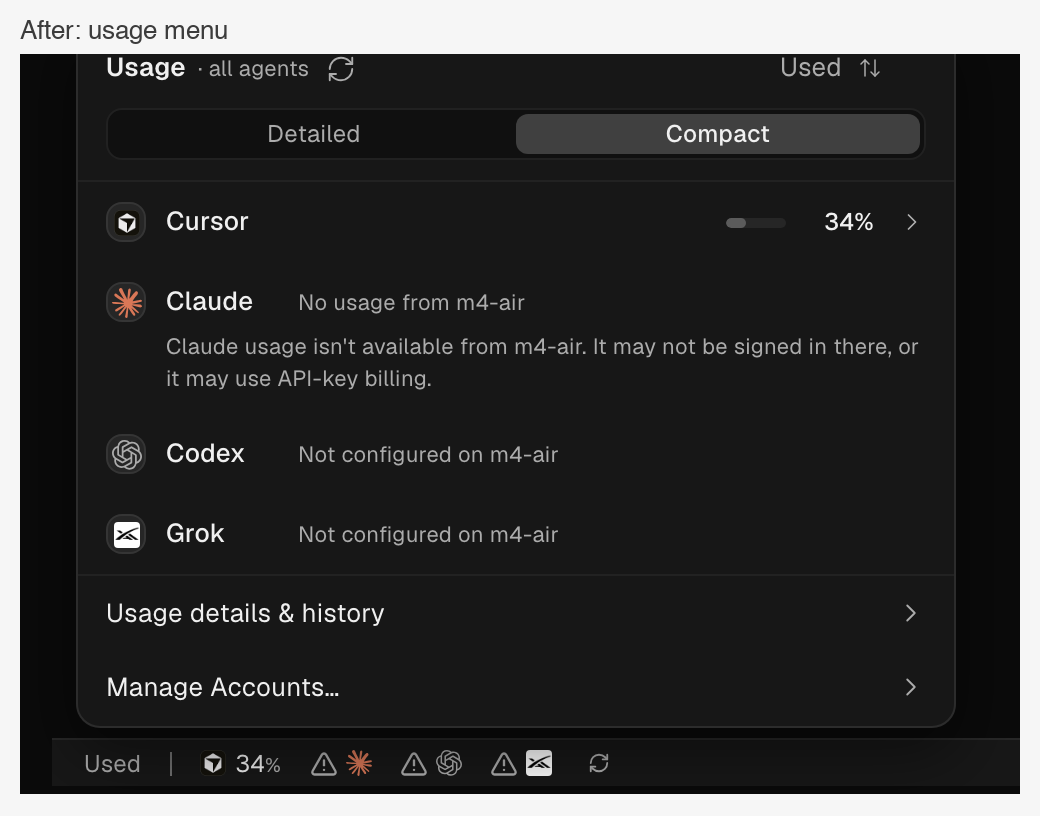 After: usage menu
Usage · all agents
Used
Detailed
Compact
Cursor
34%
Claude
No usage from m4-air
Claude usage isn't available from m4-air. It may not be signed in there, or
it may use API-key billing.
Codex
Not configured on m4-air
Grok
Not configured on m4-air
Usage details & history
Manage Accounts…
Used | 34%